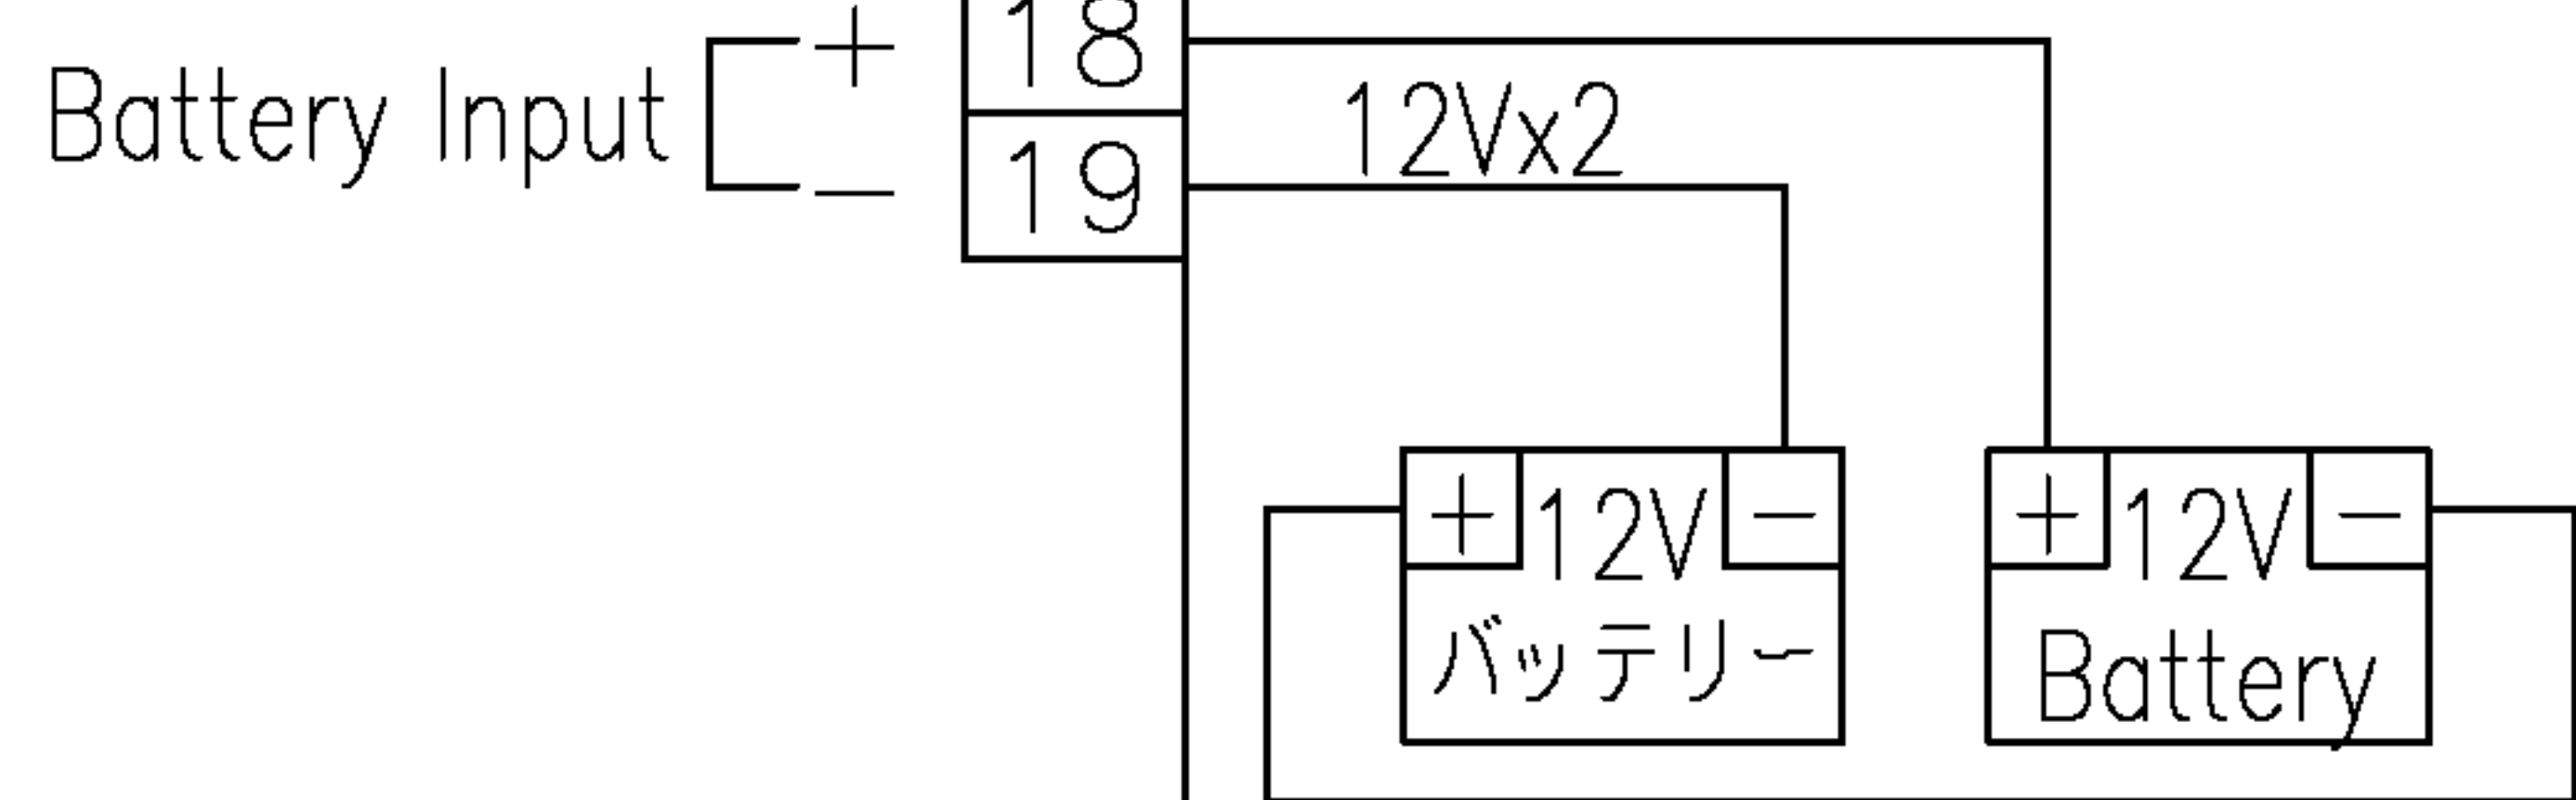 Battery Input
+
18
−
19
12Vx2
+ 12V −
バッテリー
+ 12V −
Battery